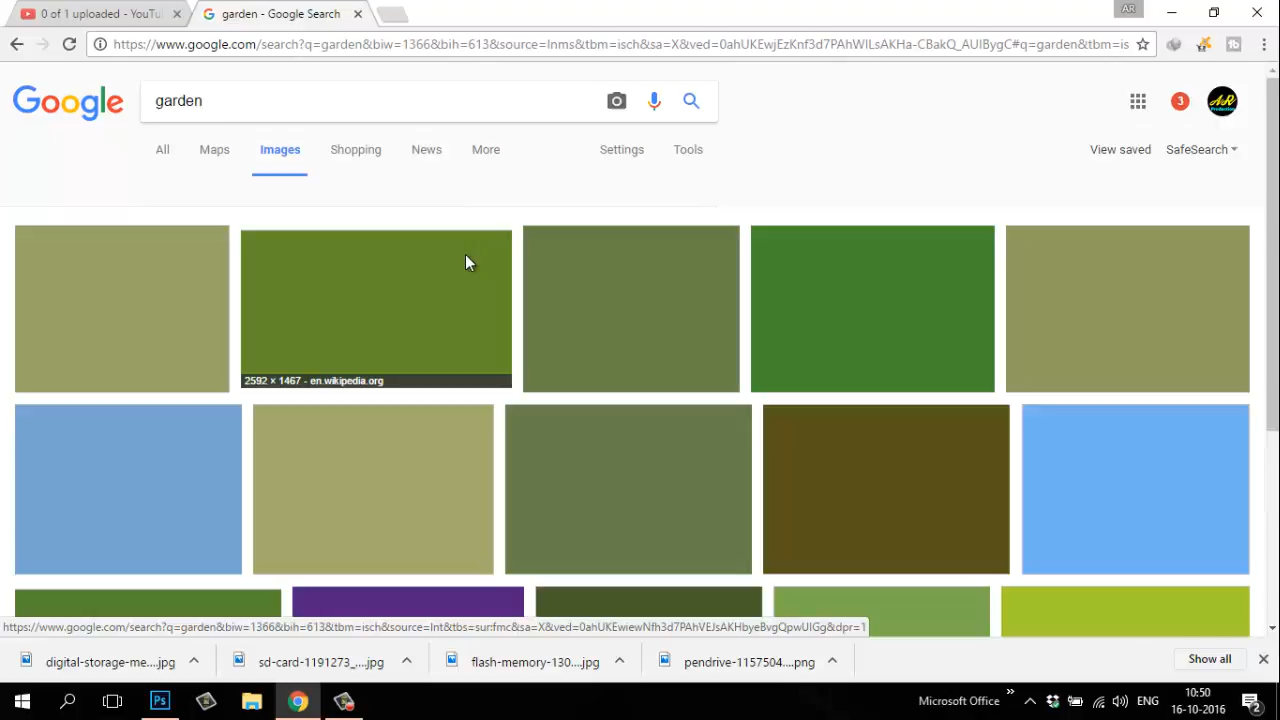 0 of 1 uploaded - YouTu
garden - Google Search
AR
https://www.google.com/search?q=garden&biw=1366&bih=613&source=lnms&tbm=isch&sa=X&ved=0ahUKEwjEzKnf3d7PAhWILsAKHa-CBakQ_AUIBygC#q=garden&tbm=is
Google
garden
3
AR
All
Maps
Images
Shopping
News
More
Settings
Tools
View saved
SafeSearch
2592 × 1467 - en.wikipedia.org
https://www.google.com/search?q=garden&biw=1366&bih=613&tbm=isch&source=lnt&tbs=sur:fmc&sa=X&ved=0ahUKEwiewNfh3d7PAhVEJsAKHbyeBvgQpwUIGg&dpr=1
digital-storage-me....jpg
sd-card-1191273_....jpg
flash-memory-130....jpg
pendrive-1157504....png
Show all
Ps
Microsoft Office
ENG
10:50
16-10-2016
2